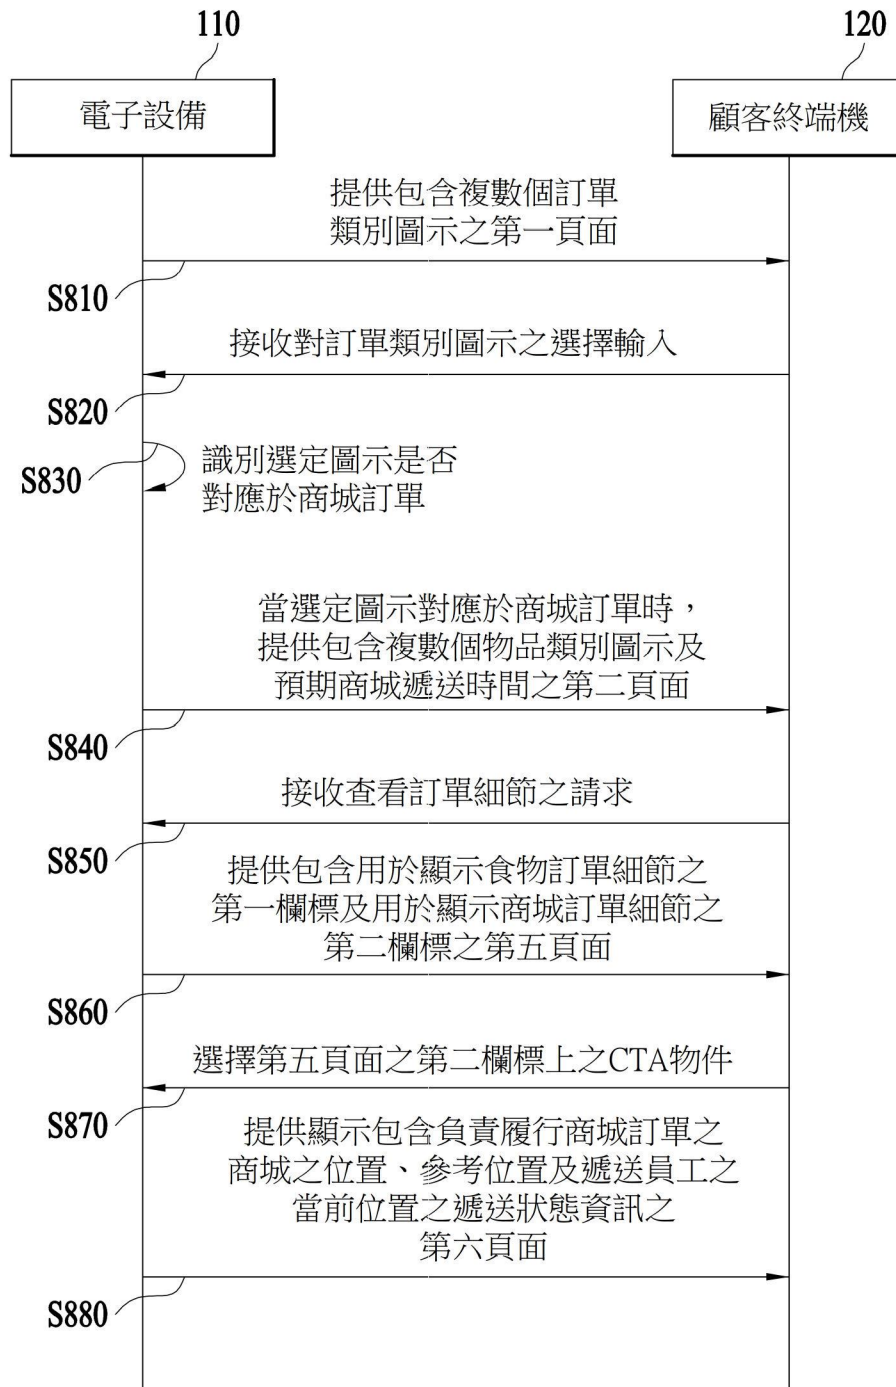 110
120
電子設備
顧客終端機
提供包含複數個訂單
類別圖示之第一頁面
S810
接收對訂單類別圖示之選擇輸入
S820
識別選定圖示是否
對應於商城訂單
S830
當選定圖示對應於商城訂單時，
提供包含複數個物品類別圖示及
預期商城遞送時間之第二頁面
S840
接收查看訂單細節之請求
S850
提供包含用於顯示食物訂單細節之
第一欄標及用於顯示商城訂單細節之
第二欄標之第五頁面
S860
選擇第五頁面之第二欄標上之CTA物件
S870
提供顯示包含負責履行商城訂單之
商城之位置、參考位置及遞送員工之
當前位置之遞送狀態資訊之
第六頁面
S880